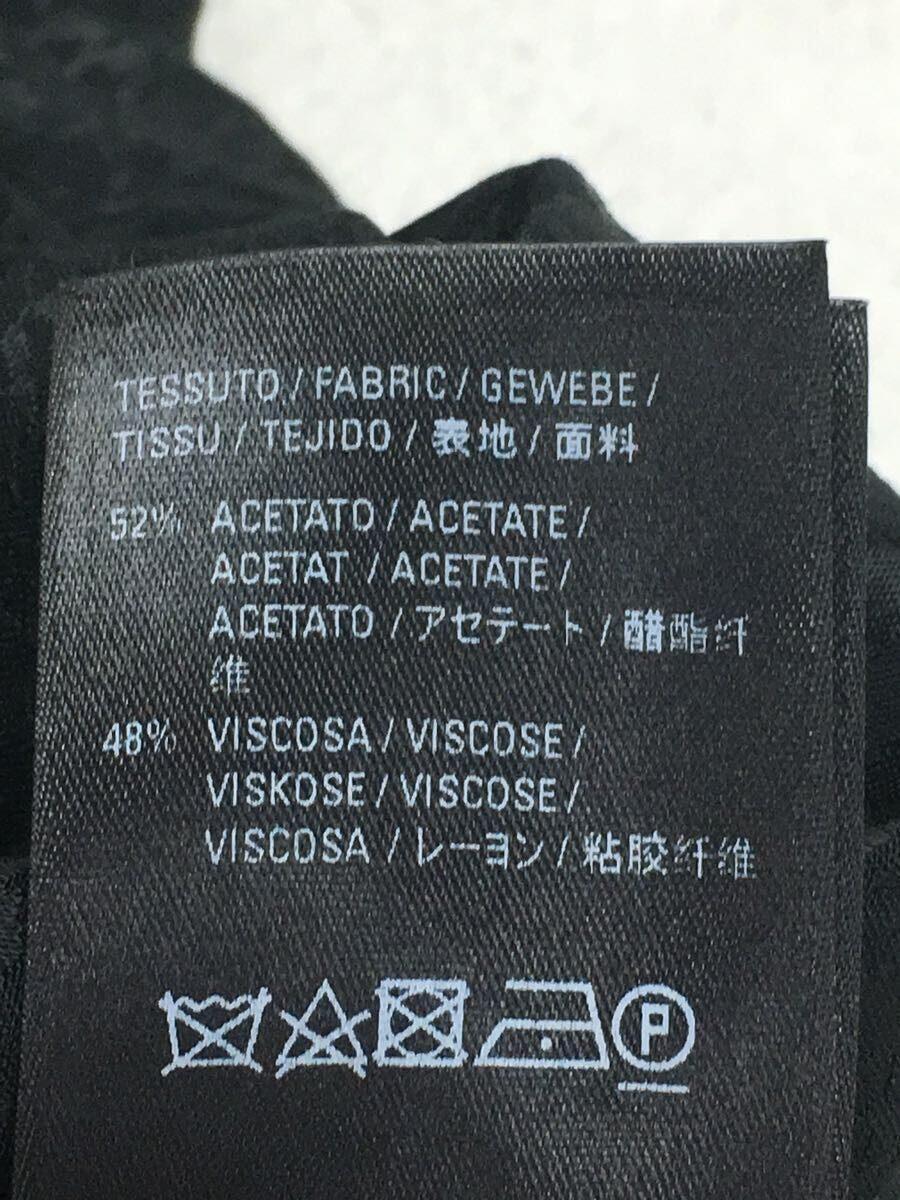 TESSUTO / FABRIC / GEWEBE /
TISSU / TEJIDO / 表地 / 面料
52% ACETATO / ACETATE /
ACETAT / ACETATE /
ACETATO / アセテート / 醋酯纤
维
48% VISCOSA / VISCOSE /
VISKOSE / VISCOSE /
VISCOSA / レーヨン / 粘胶纤维
P